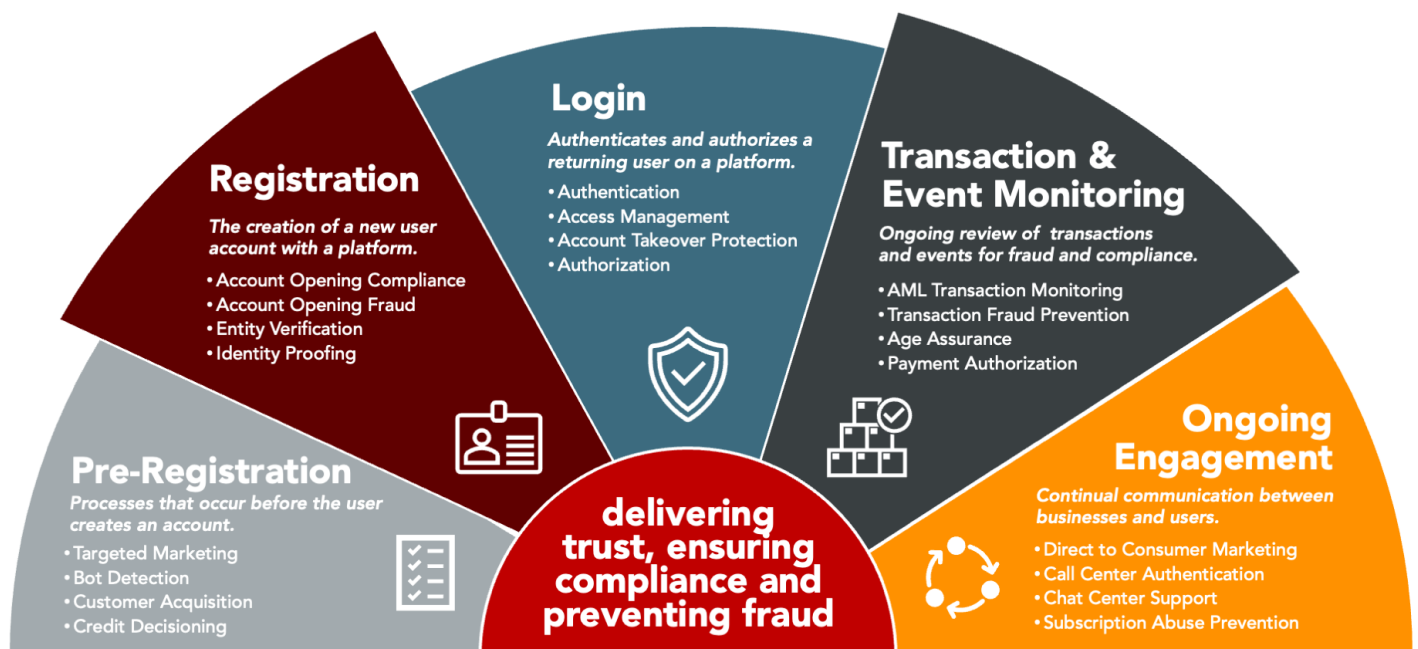 Pre-Registration
Processes that occur before the user
creates an account.
• Targeted Marketing
• Bot Detection
• Customer Acquisition
• Credit Decisioning
Registration
The creation of a new user
account with a platform.
• Account Opening Compliance
• Account Opening Fraud
• Entity Verification
• Identity Proofing
Login
Authenticates and authorizes a
returning user on a platform.
• Authentication
• Access Management
• Account Takeover Protection
• Authorization
Transaction &
Event Monitoring
Ongoing review of transactions
and events for fraud and compliance.
• AML Transaction Monitoring
• Transaction Fraud Prevention
• Age Assurance
• Payment Authorization
Ongoing
Engagement
Continual communication between
businesses and users.
• Direct to Consumer Marketing
• Call Center Authentication
• Chat Center Support
• Subscription Abuse Prevention
delivering
trust, ensuring
compliance and
preventing fraud